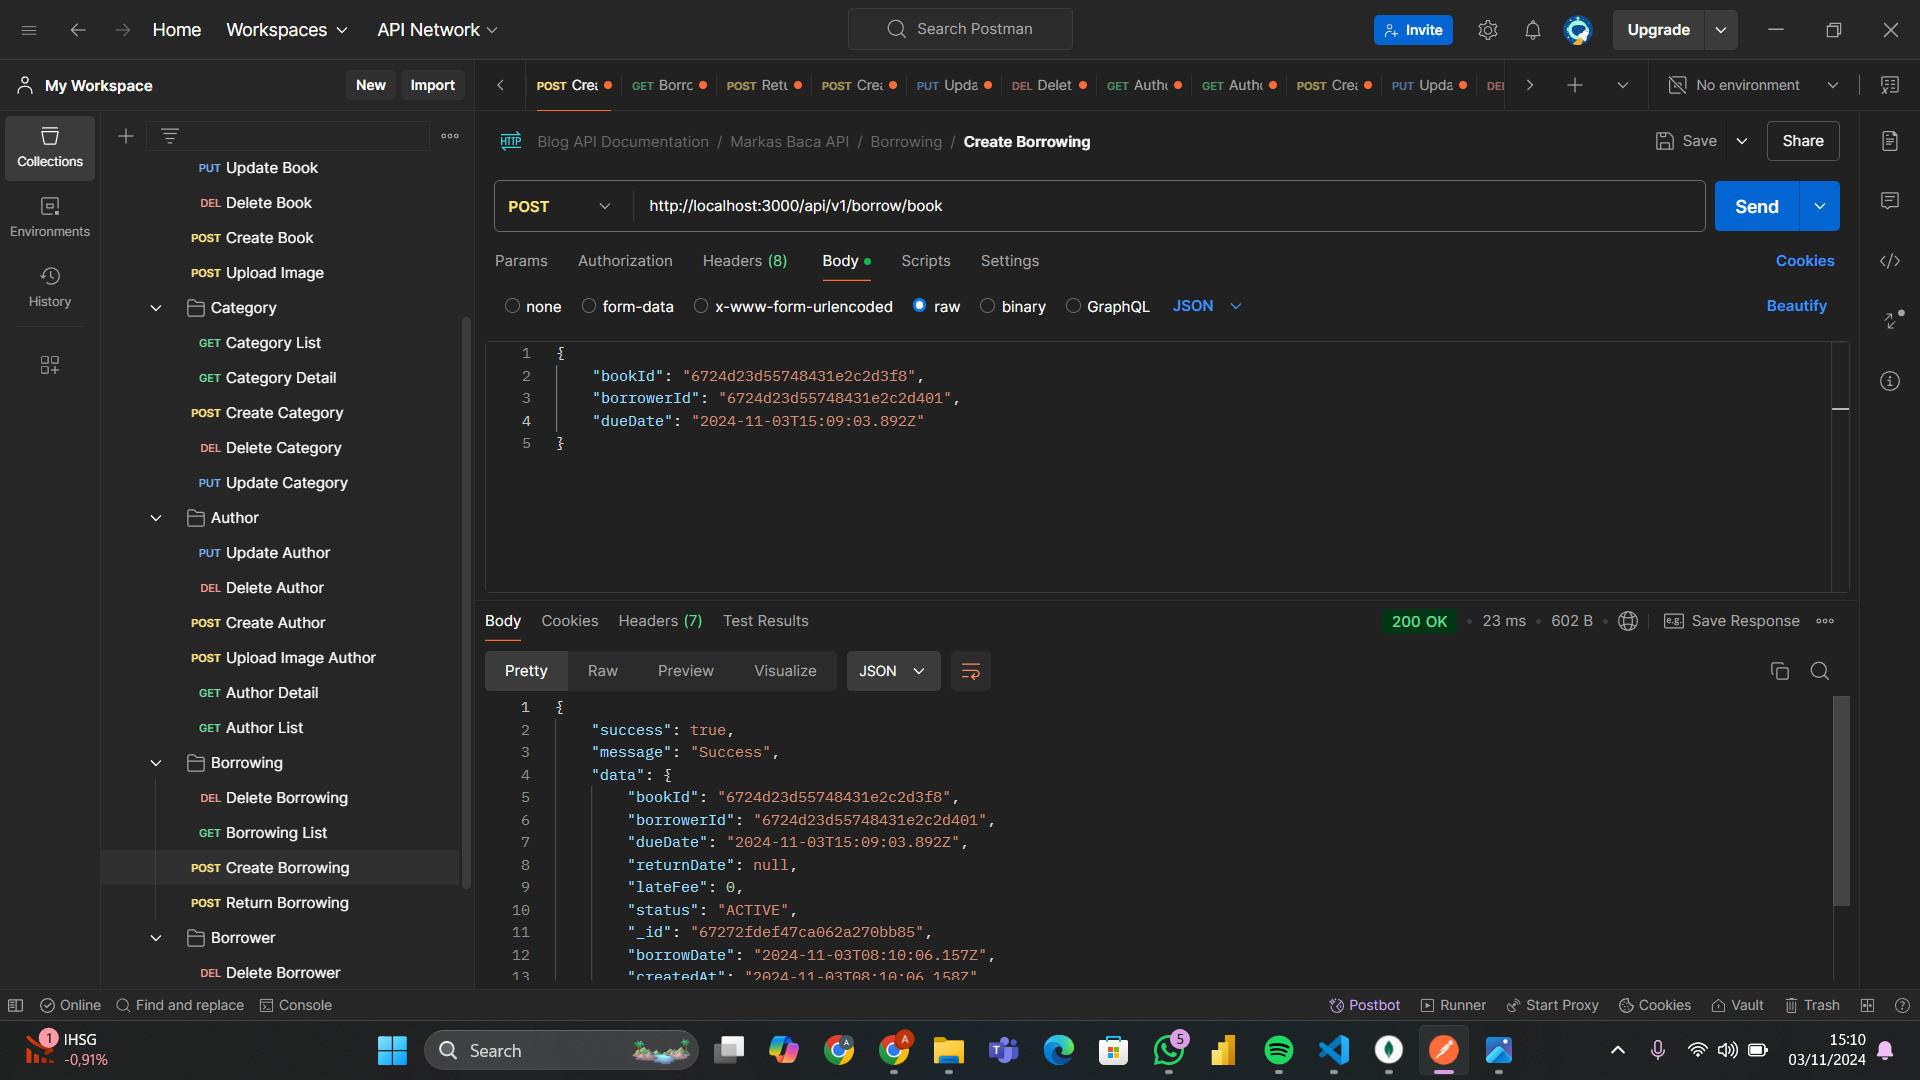 Home
Workspaces
API Network
Search Postman
Invite
Upgrade
My Workspace
New
Import
POST Crea
GET Borro
POST Retu
POST Crea
PUT Upda
DEL Delet
GET Autho
GET Autho
POST Crea
PUT Upda
DEL
No environment
Collections
Environments
History
PUT Update Book
DEL Delete Book
POST Create Book
POST Upload Image
Category
GET Category List
GET Category Detail
POST Create Category
DEL Delete Category
PUT Update Category
Author
PUT Update Author
DEL Delete Author
POST Create Author
POST Upload Image Author
GET Author Detail
GET Author List
Borrowing
DEL Delete Borrowing
GET Borrowing List
POST Create Borrowing
POST Return Borrowing
Borrower
DEL Delete Borrower
HTTP Blog API Documentation / Markas Baca API / Borrowing / Create Borrowing
Save
Share
POST http://localhost:3000/api/v1/borrow/book
Send
Params Authorization Headers (8) Body Scripts Settings
Cookies
none form-data x-www-form-urlencoded raw binary GraphQL JSON
Beautify
1 {
2 "bookId": "6724d23d55748431e2c2d3f8",
3 "borrowerId": "6724d23d55748431e2c2d401",
4 "dueDate": "2024-11-03T15:09:03.892Z"
5 }
Body Cookies Headers (7) Test Results
200 OK 23 ms 602 B
e.g. Save Response
Pretty Raw Preview Visualize JSON
1 {
2 "success": true,
3 "message": "Success",
4 "data": {
5 "bookId": "6724d23d55748431e2c2d3f8",
6 "borrowerId": "6724d23d55748431e2c2d401",
7 "dueDate": "2024-11-03T15:09:03.892Z",
8 "returnDate": null,
9 "lateFee": 0,
10 "status": "ACTIVE",
11 "_id": "67272fdef47ca062a270bb85",
12 "borrowDate": "2024-11-03T08:10:06.157Z",
13 "createdAt": "2024-11-03T08:10:06.158Z"
Online
Find and replace
Console
Postbot
Runner
Start Proxy
Cookies
Vault
Trash
1
IHSG
-0,91%
Search
A
A
5
15:10
03/11/2024